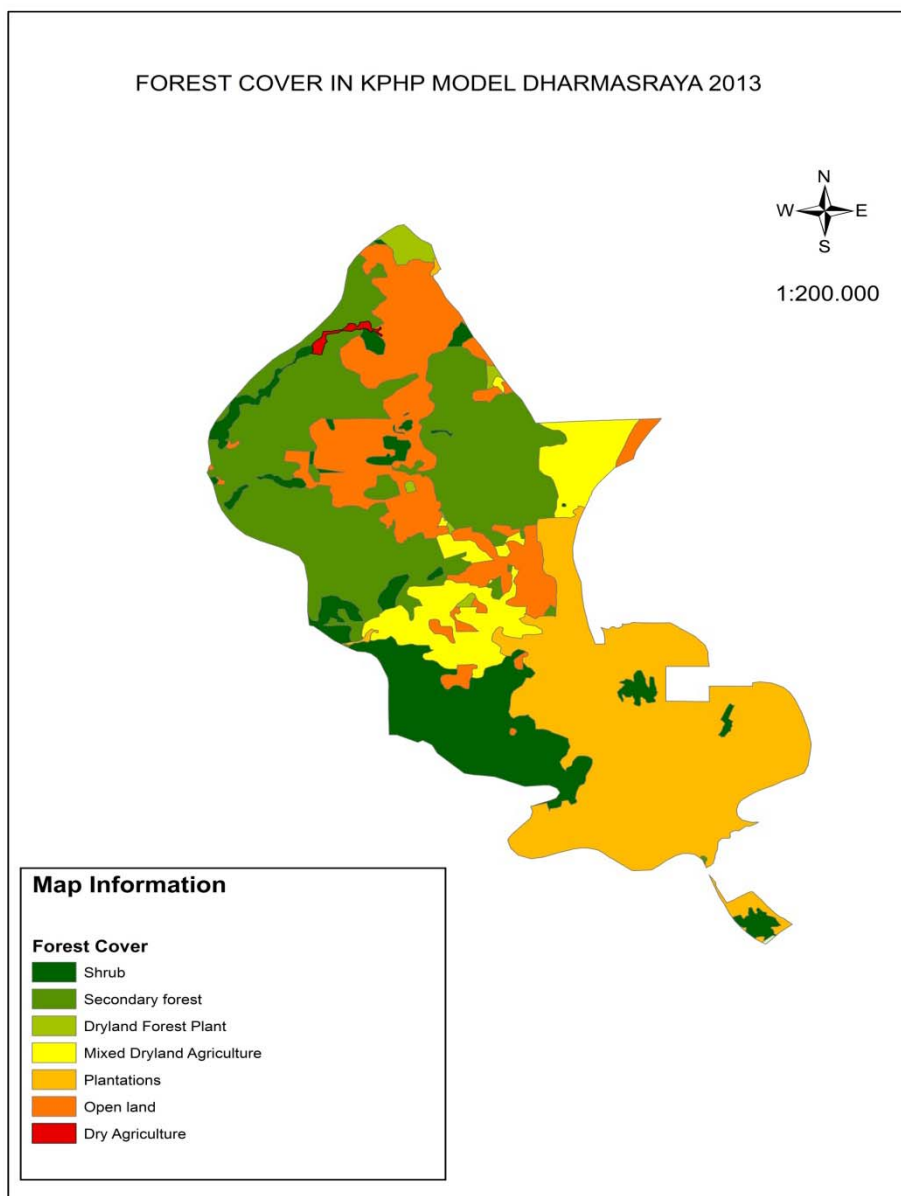 FOREST COVER IN KPHP MODEL DHARMASRAYA 2013
N
W E
S
1:200.000
Map Information
Forest Cover
Shrub
Secondary forest
Dryland Forest Plant
Mixed Dryland Agriculture
Plantations
Open land
Dry Agriculture